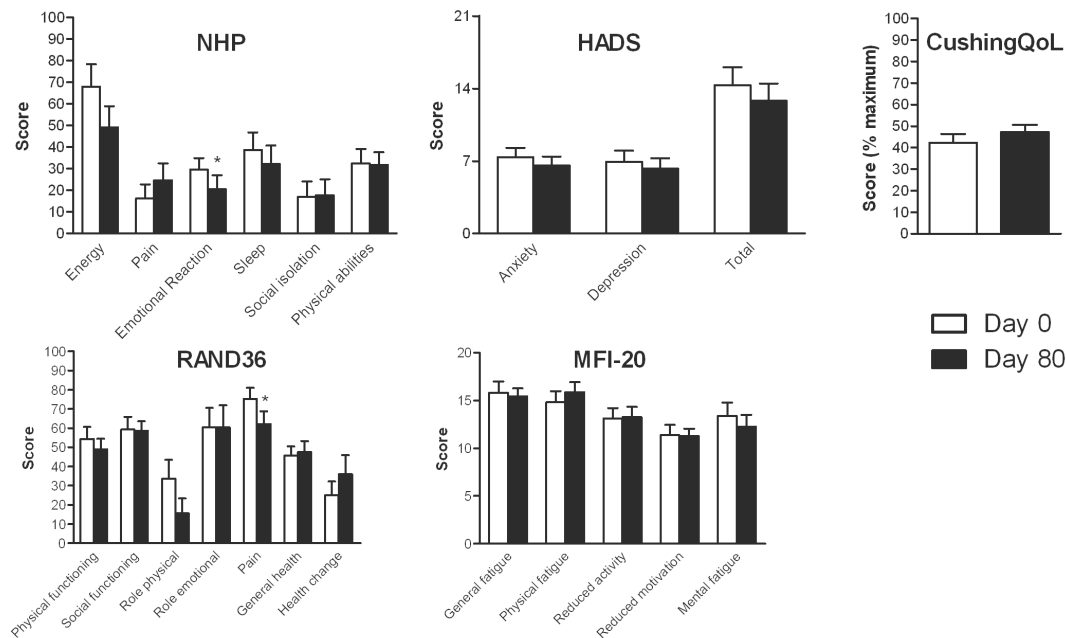 NHP
Score
100
90
80
70
60
50
40
30
20
10
0
*
Energy
Pain
Emotional Reaction
Sleep
Social isolation
Physical abilities
HADS
Score
21
14
7
0
Anxiety
Depression
Total
CushingQoL
Score (% maximum)
100
90
80
70
60
50
40
30
20
10
0
Day 0
Day 80
RAND36
Score
100
90
80
70
60
50
40
30
20
10
0
*
Physical functioning
Social functioning
Role physical
Role emotional
Pain
General health
Health change
MFI-20
Score
20
15
10
5
0
General fatigue
Physical fatigue
Reduced activity
Reduced motivation
Mental fatigue